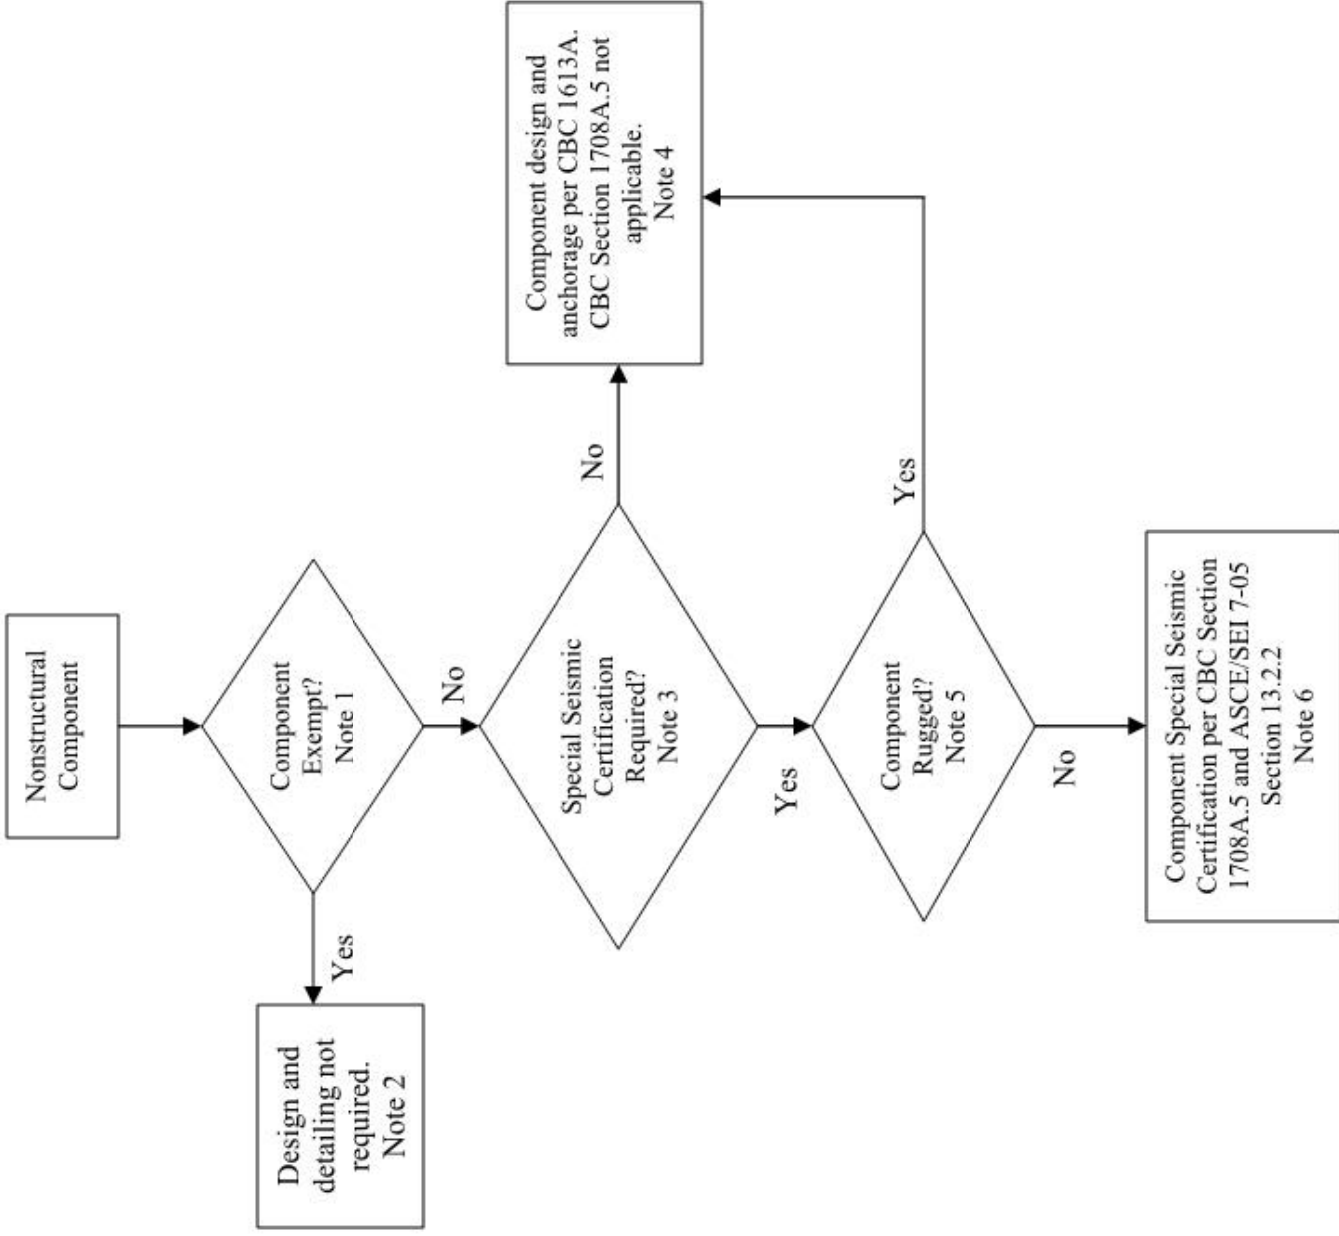 Nonstructural
Component
Component
Exempt?
Note 1
Yes
Design and
detailing not
required.
Note 2
No
Special Seismic
Certification
Required?
Note 3
No
Component design and
anchorage per CBC 1613A.
CBC Section 1708A.5 not
applicable.
Note 4
Yes
Component
Rugged?
Note 5
Yes
No
Component Special Seismic
Certification per CBC Section
1708A.5 and ASCE/SEI 7-05
Section 13.2.2
Note 6